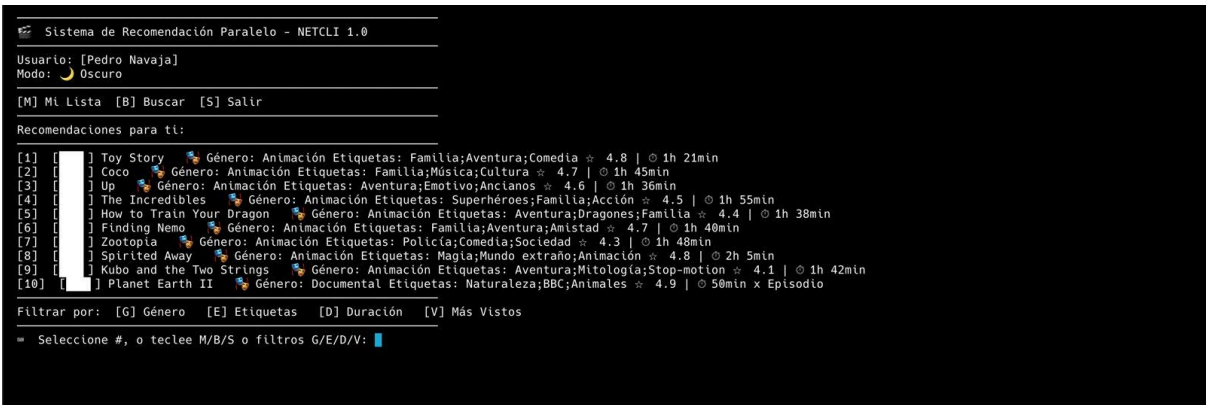 🎬 Sistema de Recomendación Paralelo - NETCLI 1.0
Usuario: [Pedro Navaja]
Modo: 🌙 Oscuro
[M] Mi Lista [B] Buscar [S] Salir
Recomendaciones para ti:
[1] [ ] Toy Story 🎭 Género: Animación Etiquetas: Familia;Aventura;Comedia ☆ 4.8 | ⏱ 1h 21min
[2] [ ] Coco 🎭 Género: Animación Etiquetas: Familia;Música;Cultura ☆ 4.7 | ⏱ 1h 45min
[3] [ ] Up 🎭 Género: Animación Etiquetas: Aventura;Emotivo;Ancianos ☆ 4.6 | ⏱ 1h 36min
[4] [ ] The Incredibles 🎭 Género: Animación Etiquetas: Superhéroes;Familia;Acción ☆ 4.5 | ⏱ 1h 55min
[5] [ ] How to Train Your Dragon 🎭 Género: Animación Etiquetas: Aventura;Dragones;Familia ☆ 4.4 | ⏱ 1h 38min
[6] [ ] Finding Nemo 🎭 Género: Animación Etiquetas: Familia;Aventura;Amistad ☆ 4.7 | ⏱ 1h 40min
[7] [ ] Zootopia 🎭 Género: Animación Etiquetas: Policía;Comedia;Sociedad ☆ 4.3 | ⏱ 1h 48min
[8] [ ] Spirited Away 🎭 Género: Animación Etiquetas: Magia;Mundo extraño;Animación ☆ 4.8 | ⏱ 2h 5min
[9] [ ] Kubo and the Two Strings 🎭 Género: Animación Etiquetas: Aventura;Mitología;Stop-motion ☆ 4.1 | ⏱ 1h 42min
[10] [ ] Planet Earth II 🎭 Género: Documental Etiquetas: Naturaleza;BBC;Animales ☆ 4.9 | ⏱ 50min x Episodio
Filtrar por: [G] Género [E] Etiquetas [D] Duración [V] Más Vistos
⌨ Seleccione #, o teclee M/B/S o filtros G/E/D/V: